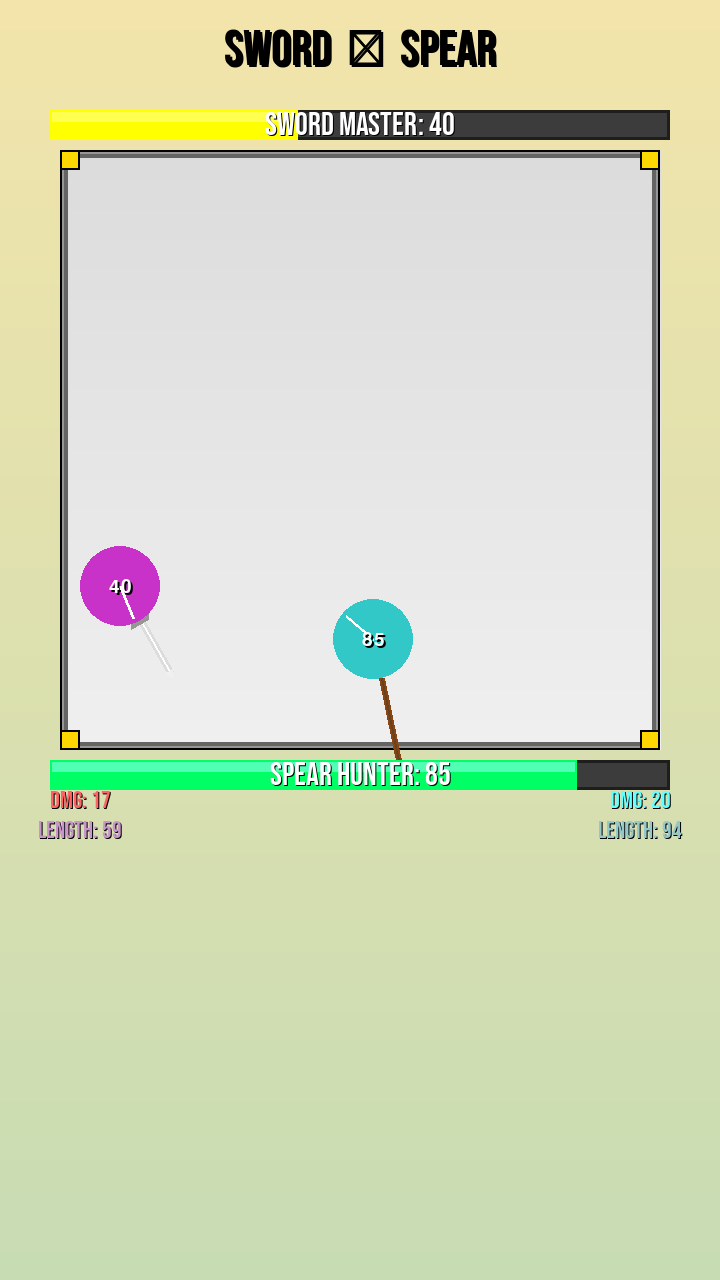 SWORD ☒ SPEAR
SWORD MASTER: 40
40
85
SPEAR HUNTER: 85
DMG: 17
DMG: 20
LENGTH: 59
LENGTH: 94